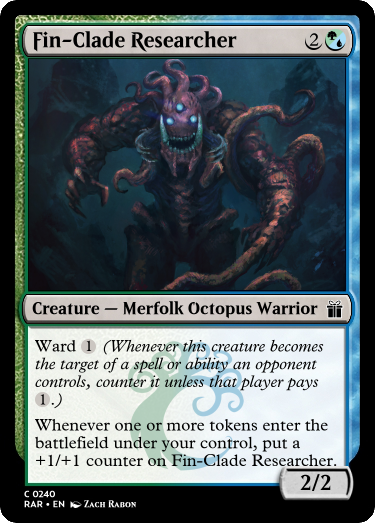 Fin-Clade Researcher 2
Creature — Merfolk Octopus Warrior
Ward 1 (Whenever this creature becomes
the target of a spell or ability an opponent
controls, counter it unless that player pays
1.)
Whenever one or more tokens enter the
battlefield under your control, put a
+1/+1 counter on Fin-Clade Researcher.
2/2
C 0240
RAR • EN Zach Rabon